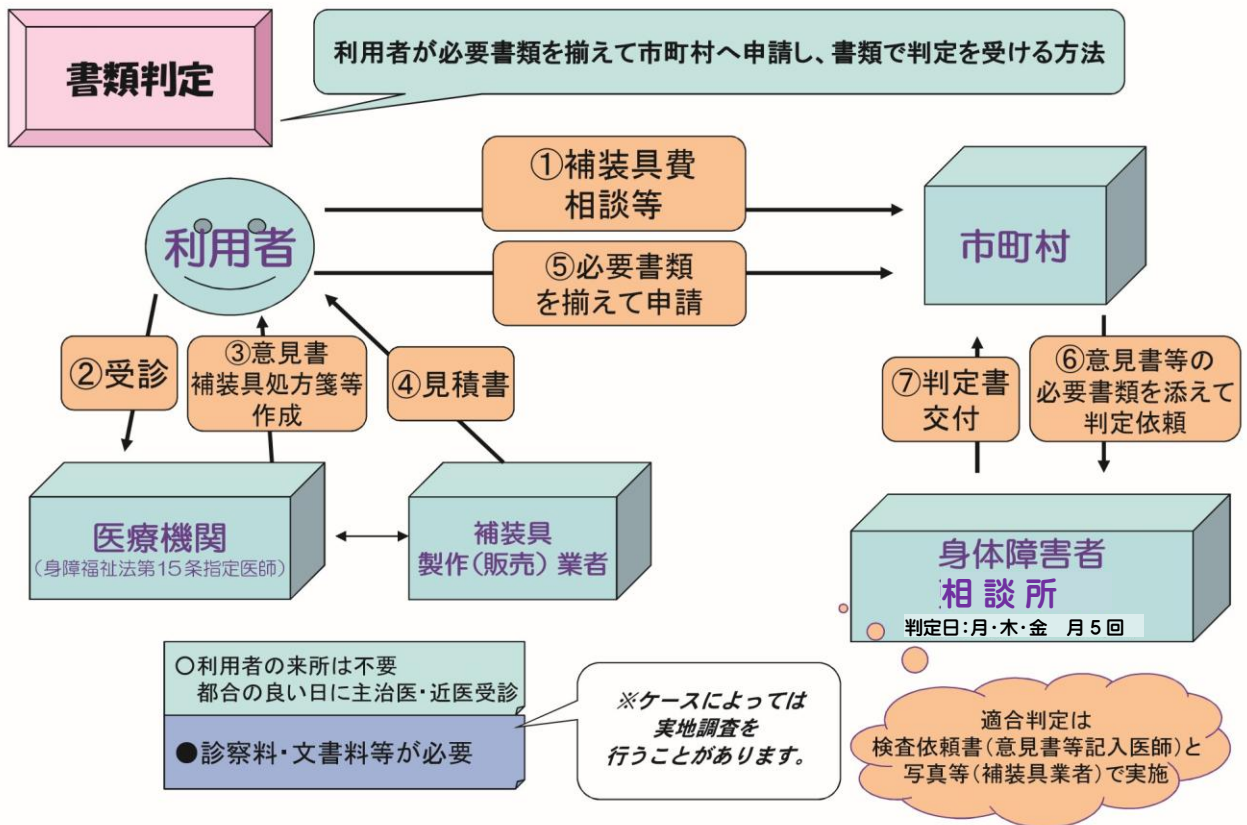 書類判定
利用者が必要書類を揃えて市町村へ申請し、書類で判定を受ける方法
①補装具費
相談等
利用者
市町村
⑤必要書類
を揃えて申請
②受診
③意見書
補装具処方箋等
作成
④見積書
⑦判定書
交付
⑥意見書等の
必要書類を添えて
判定依頼
医療機関
(身障福祉法第15条指定医師)
補装具
製作(販売)業者
身体障害者
相談所
判定日:月・木・金 月5回
○利用者の来所は不要
都合の良い日に主治医・近医受診
●診察料・文書料等が必要
※ケースによっては
実地調査を
行うことがあります。
適合判定は
検査依頼書(意見書等記入医師)と
写真等(補装具業者)で実施